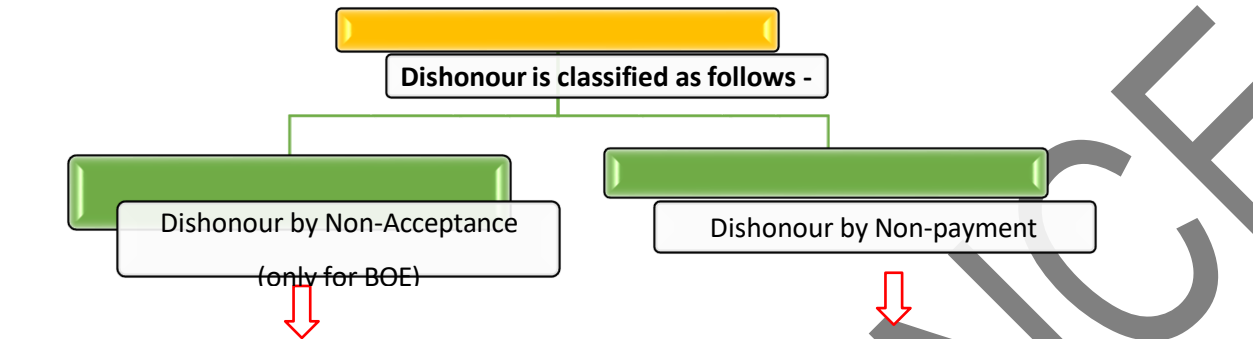 Dishonour is classified as follows -
Dishonour by Non-Acceptance
(only for BOE)
Dishonour by Non-payment